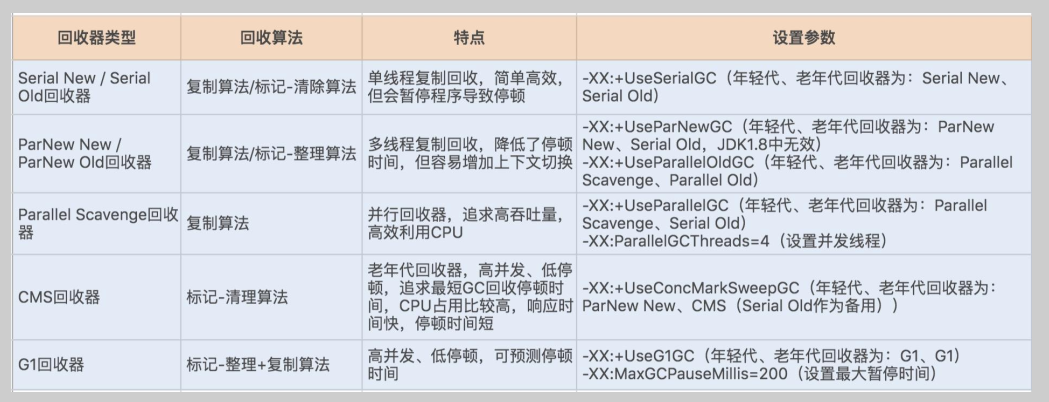 回收器类型 回收算法 特点 设置参数
Serial New / Serial
Old回收器
复制算法/标记-清除算法
单线程复制回收，简单高效，
但会暂停程序导致停顿
-XX:+UseSerialGC（年轻代、老年代回收器为：Serial New、
Serial Old）
ParNew New /
ParNew Old回收器
复制算法/标记-整理算法
多线程复制回收，降低了停顿
时间，但容易增加上下文切换
-XX:+UseParNewGC（年轻代、老年代回收器为：ParNew
New、Serial Old，JDK1.8中无效）
-XX:+UseParallelOldGC（年轻代、老年代回收器为：Parallel
Scavenge、Parallel Old）
Parallel Scavenge回收
器
复制算法
并行回收器，追求高吞吐量，
高效利用CPU
-XX:+UseParallelGC（年轻代、老年代回收器为：Parallel
Scavenge、Serial Old）
-XX:ParallelGCThreads=4（设置并发线程）
CMS回收器
标记-清理算法
老年代回收器，高并发、低停
顿，追求最短GC回收停顿时
间，CPU占用比较高，响应时
间快，停顿时间短
-XX:+UseConcMarkSweepGC（年轻代、老年代回收器为：
ParNew New、CMS（Serial Old作为备用））
G1回收器
标记-整理+复制算法
高并发、低停顿，可预测停顿
时间
-XX:+UseG1GC（年轻代、老年代回收器为：G1、G1）
-XX:MaxGCPauseMillis=200（设置最大暂停时间）